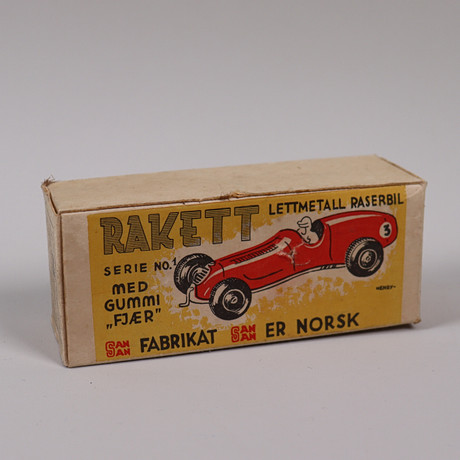 RAKETT LETTMETALL RASERBIL
SERIE NO.1
MED
GUMMI
„FJÆR”
3
SAN SAN FABRIKAT SAN SAN ER NORSK